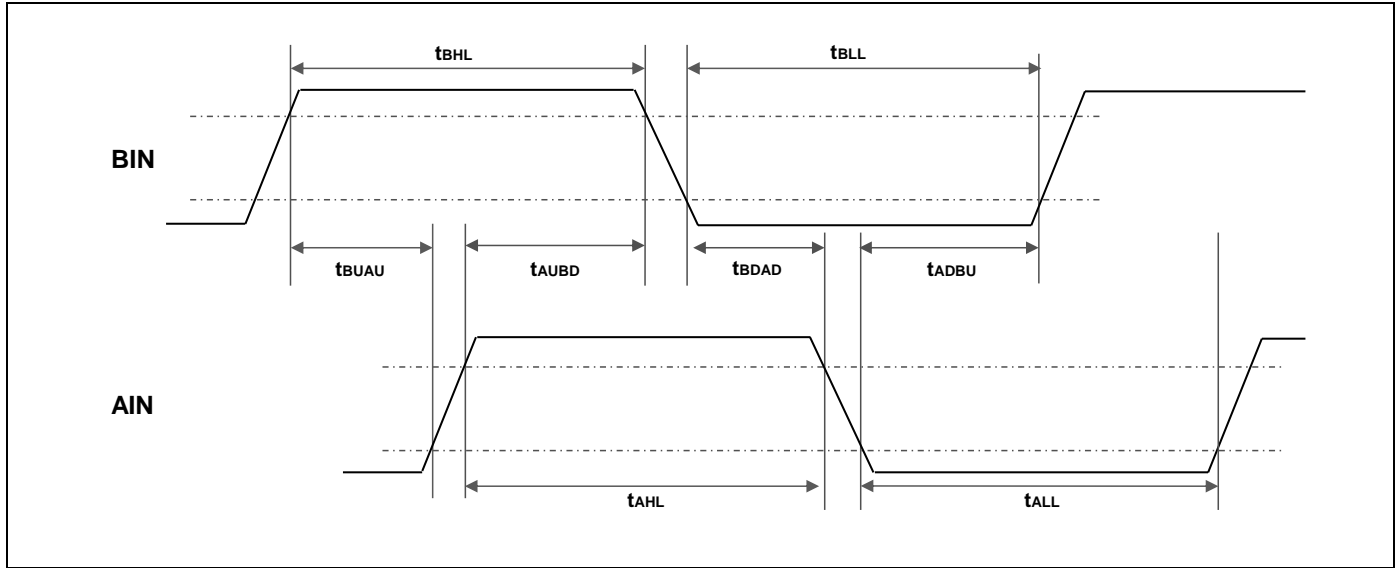 tBHL
tBLL
BIN
tBUAU
tAUBD
tBDAD
tADBU
AIN
tAHL
tALL